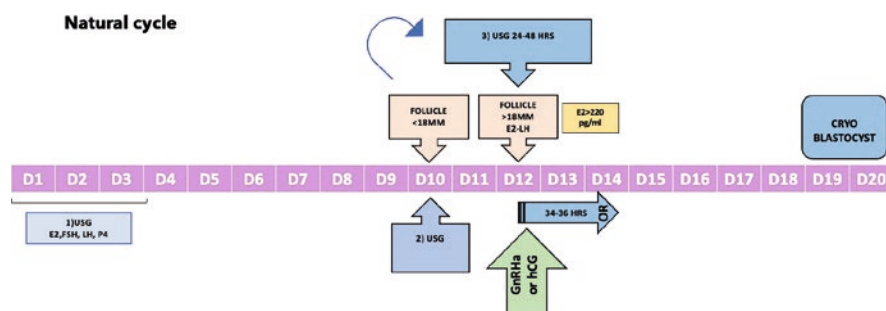 Natural cycle
3) USG 24-48 HRS
FOLLICLE
<18MM
FOLLICLE
>18MM
E2-LH
E2>220
pg/ml
CRYO
BLASTOCYST
D1 D2 D3 D4 D5 D6 D7 D8 D9 D10 D11 D12 D13 D14 D15 D16 D17 D18 D19 D20
1)USG
E2,FSH, LH, P4
2) USG
34-36 HRS
OR
GnRHa
or hCG